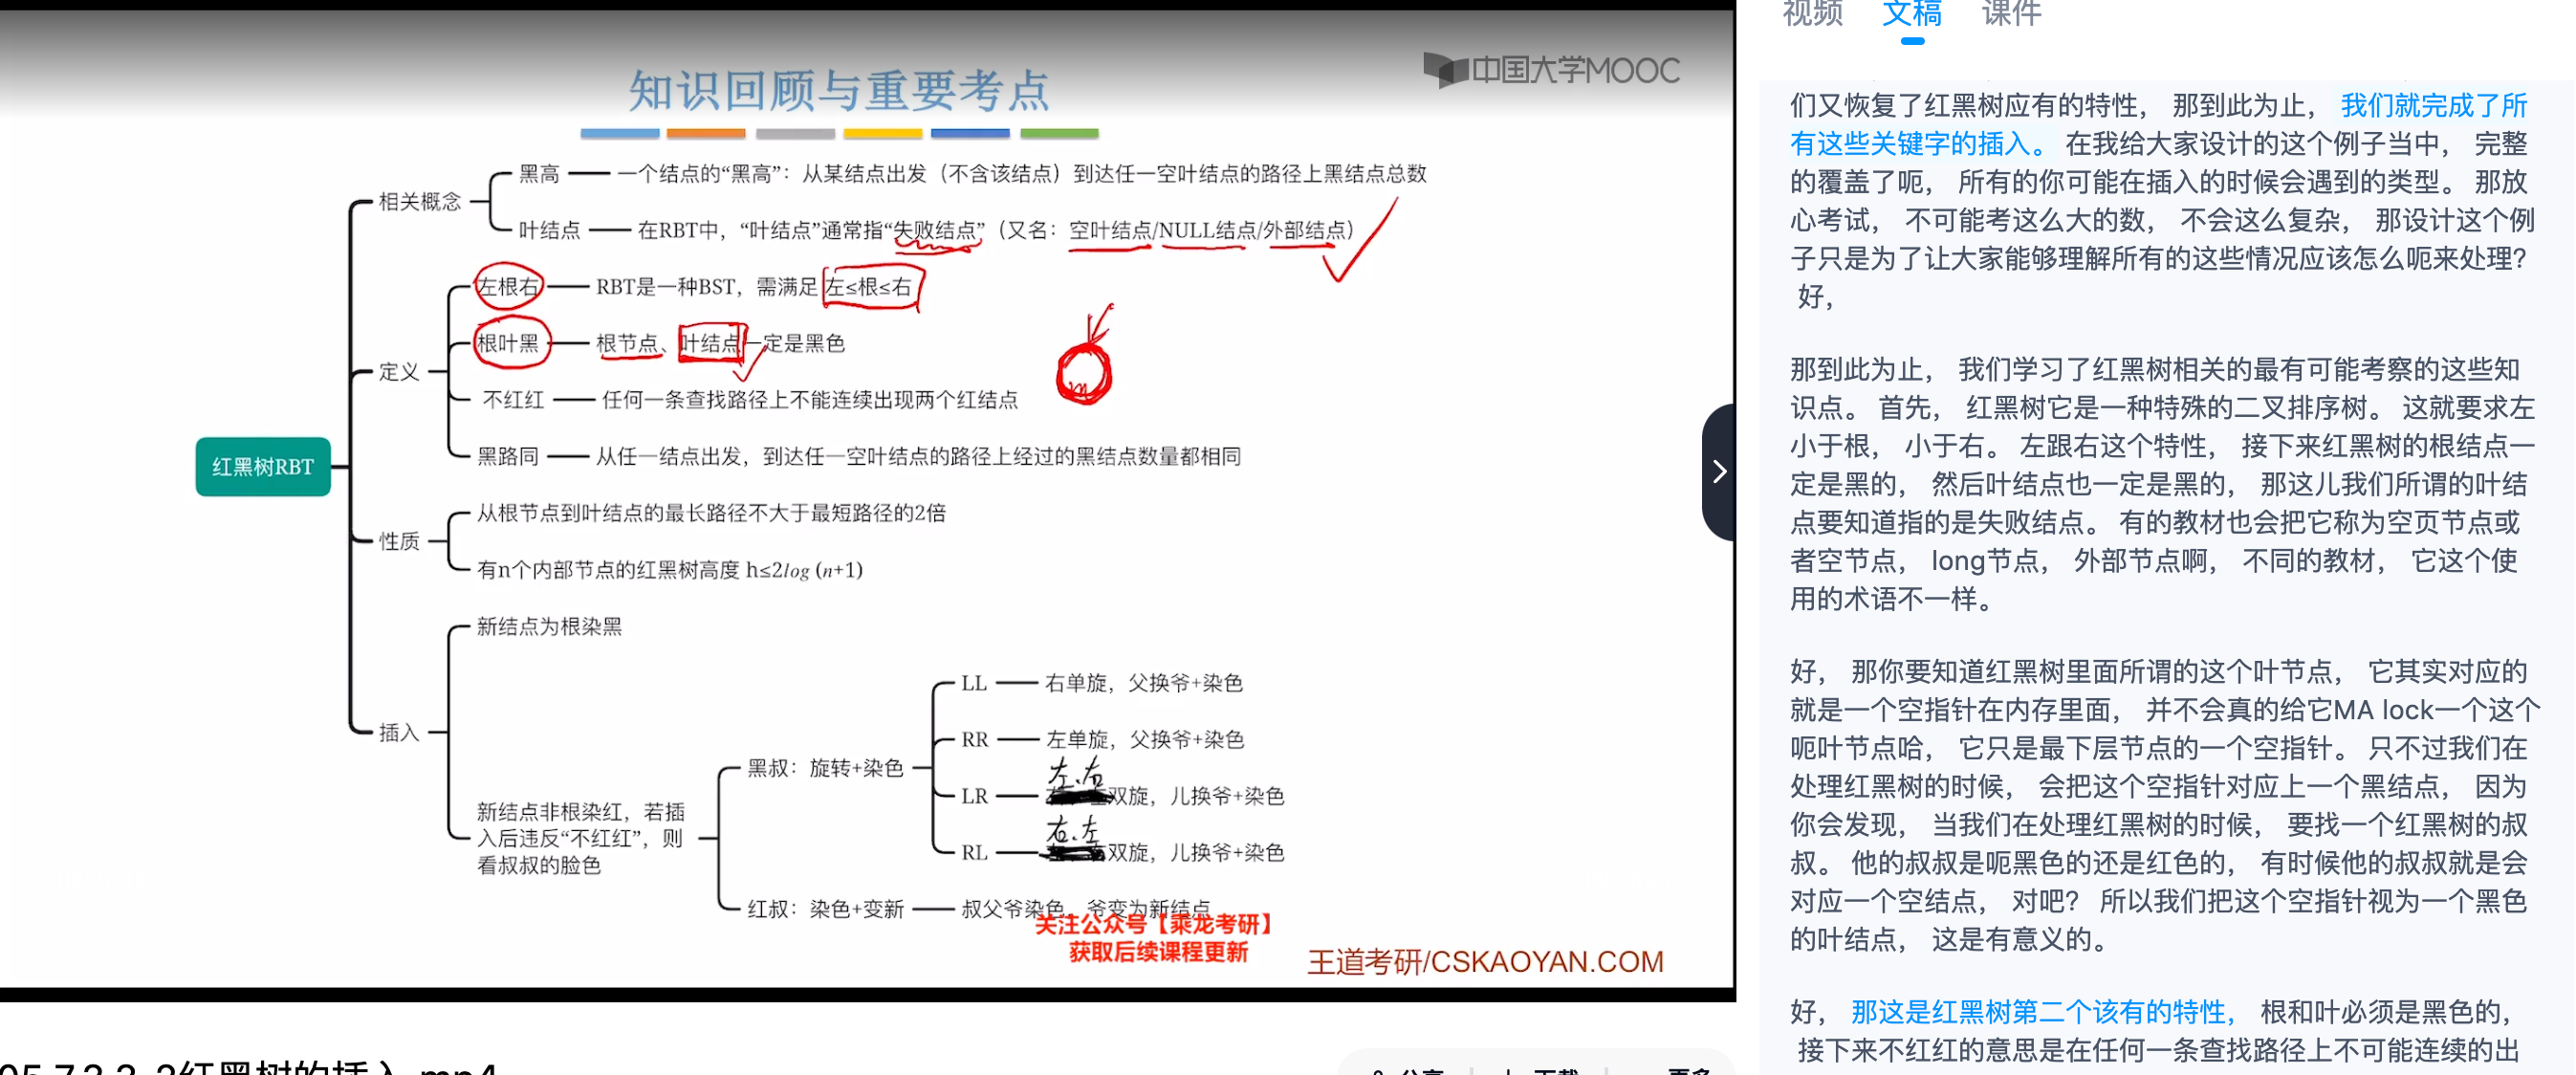 知识回顾与重要考点
中国大学MOOC
红黑树RBT
相关概念
黑高
一个结点的“黑高”：从某结点出发（不含该结点）到达任一空叶结点的路径上黑结点总数
叶结点
在RBT中，“叶结点”通常指“失败结点”（又名：空叶结点/NULL结点/外部结点）
定义
左根右
RBT是一种BST，需满足 左≤根≤右
根叶黑
根节点、叶结点一定是黑色
不红红
任何一条查找路径上不能连续出现两个红结点
黑路同
从任一结点出发，到达任一空叶结点的路径上经过的黑结点数量都相同
性质
从根节点到叶结点的最长路径不大于最短路径的2倍
有n个内部节点的红黑树高度 h≤2log (n+1)
插入
新结点为根染黑
新结点非根染红，若插
入后违反“不红红”，则
看叔叔的脸色
黑叔：旋转+染色
LL
右单旋，父换爷+染色
RR
左单旋，父换爷+染色
左、右
LR
双旋，儿换爷+染色
右、左
RL
双旋，儿换爷+染色
红叔：染色+变新
叔父爷染色，爷变为新结点
关注公众号【乘龙考研】
获取后续课程更新
王道考研/CSKAOYAN.COM
视频 文稿 课件
们又恢复了红黑树应有的特性， 那到此为止， 我们就完成了所
有这些关键字的插入。 在我给大家设计的这个例子当中， 完整
的覆盖了呃， 所有的你可能在插入的时候会遇到的类型。 那放
心考试， 不可能考这么大的数， 不会这么复杂， 那设计这个例
子只是为了让大家能够理解所有的这些情况应该怎么呃来处理?
好，
那到此为止， 我们学习了红黑树相关的最有可能考察的这些知
识点。 首先， 红黑树它是一种特殊的二叉排序树。 这就要求左
小于根， 小于右。 左跟右这个特性， 接下来红黑树的根结点一
定是黑的， 然后叶结点也一定是黑的， 那这儿我们所谓的叶结
点要知道指的是失败结点。 有的教材也会把它称为空页节点或
者空节点， long节点， 外部节点啊， 不同的教材， 它这个使
用的术语不一样。
好， 那你要知道红黑树里面所谓的这个叶节点， 它其实对应的
就是一个空指针在内存里面， 并不会真的给它MA lock一个这个
呃叶节点哈， 它只是最下层节点的一个空指针。 只不过我们在
处理红黑树的时候， 会把这个空指针对应上一个黑结点， 因为
你会发现， 当我们在处理红黑树的时候， 要找一个红黑树的叔
叔。 他的叔叔是呃黑色的还是红色的， 有时候他的叔叔就是会
对应一个空结点， 对吧? 所以我们把这个空指针视为一个黑色
的叶结点， 这是有意义的。
好， 那这是红黑树第二个该有的特性， 根和叶必须是黑色的，
接下来不红红的意思是在任何一条查找路径上不可能连续的出